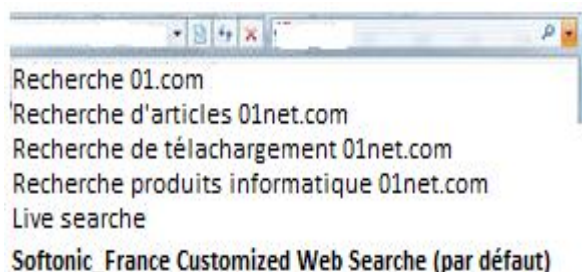 Recherche 01.com
Recherche d'articles 01net.com
Recherche de télachargement 01net.com
Recherche produits informatique 01net.com
Live searche
Softonic France Customized Web Searche (par défaut)